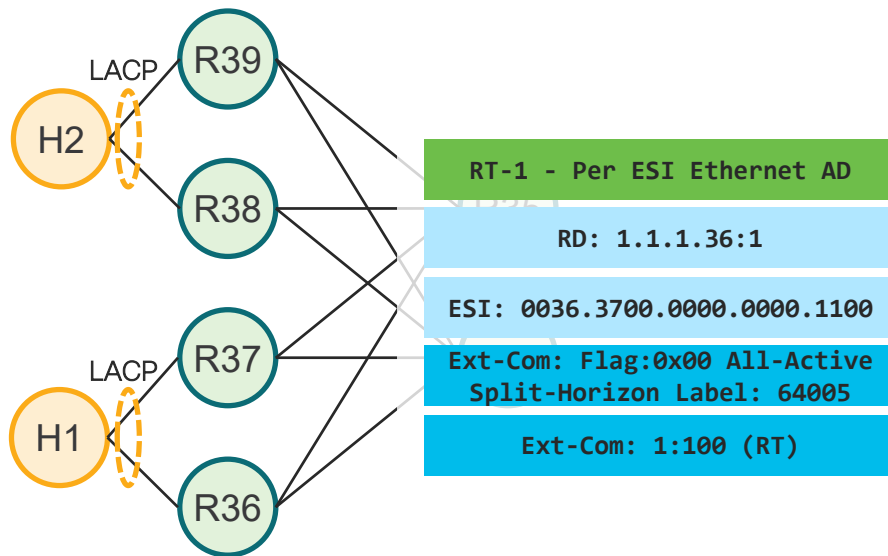 R39
LACP
H2
R38
RT-1 - Per ESI Ethernet AD
RD: 1.1.1.36:1
ESI: 0036.3700.0000.0000.1100
Ext-Com: Flag:0x00 All-Active
Split-Horizon Label: 64005
Ext-Com: 1:100 (RT)
R37
LACP
H1
R36